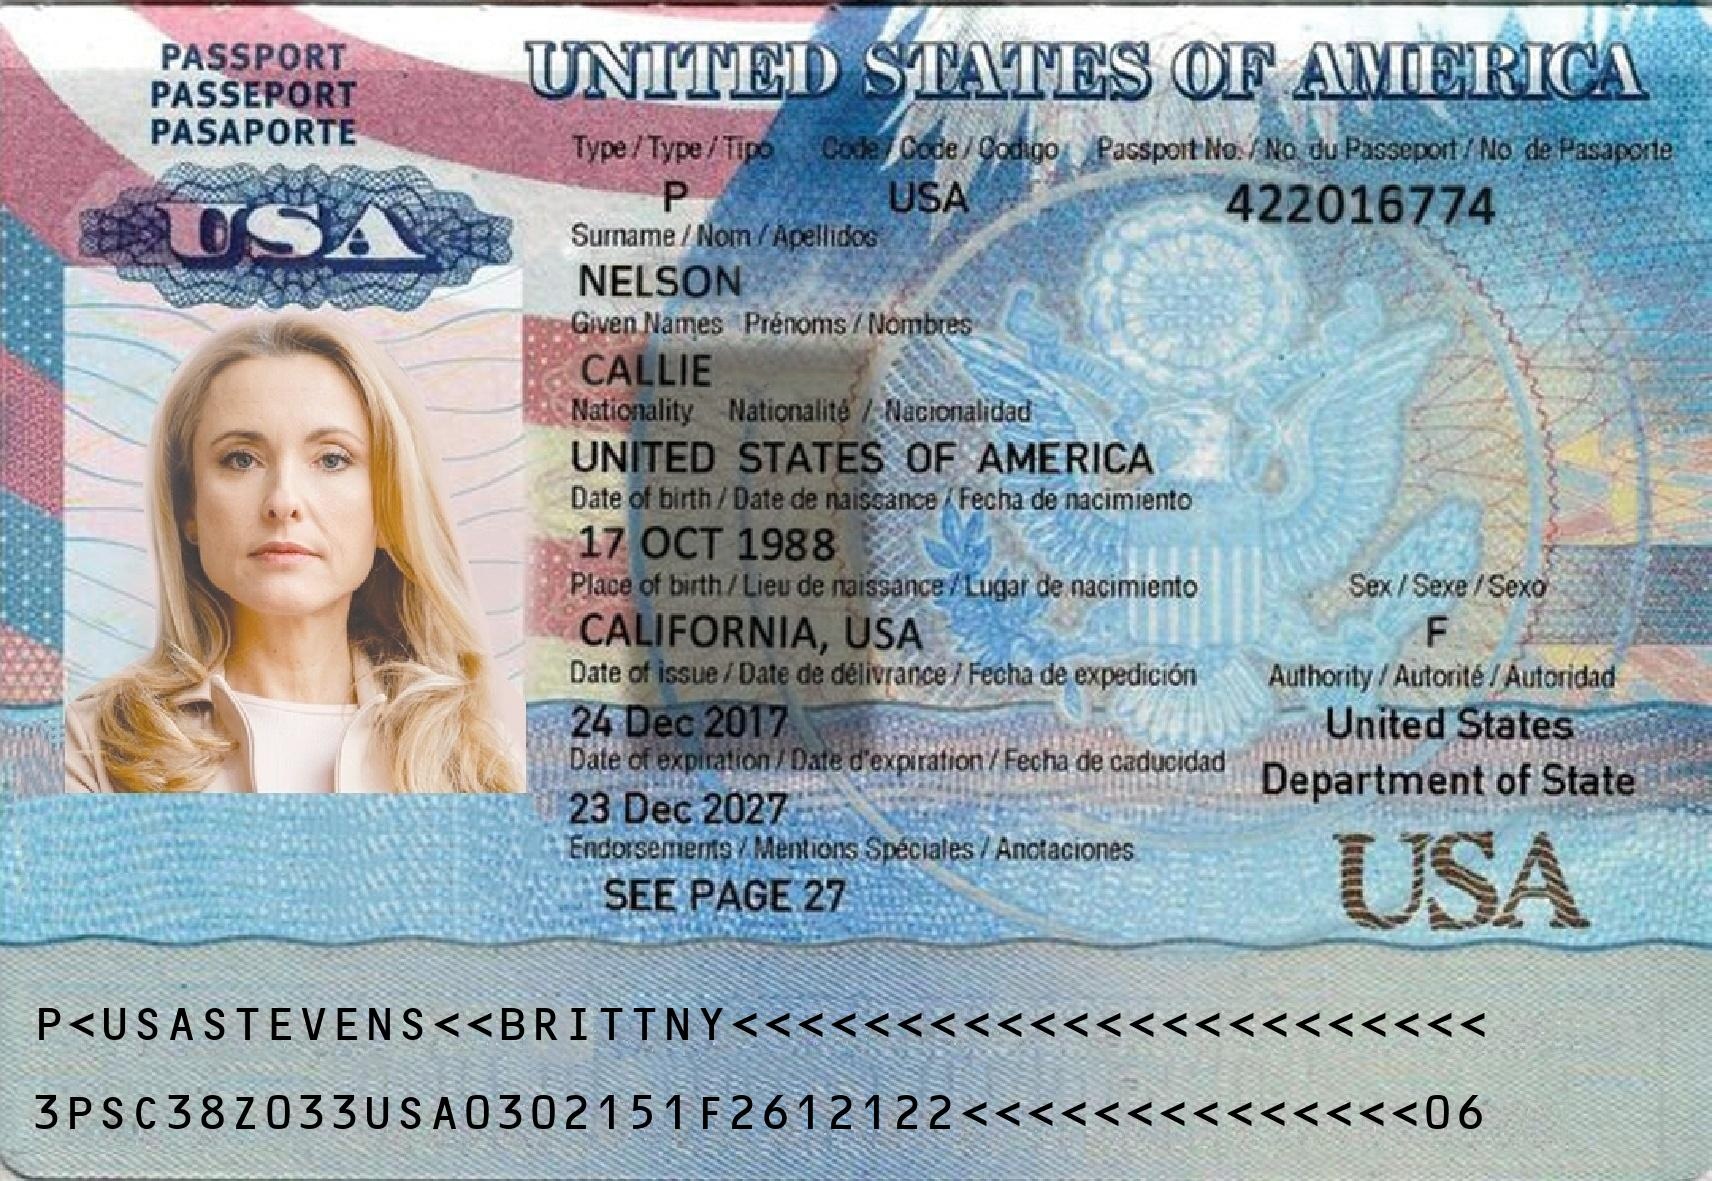 PASSPORT
PASSEPORT
PASAPORTE
USA
UNITED STATES OF AMERICA
Type / Type / Tipo Code / Code / Codigo Passport No. / No. du Passeport / No de Pasaporte
P USA 422016774
Surname / Nom / Apellidos
NELSON
Given Names Prénoms / Nombres
CALLIE
Nationality Nationalité / Nacionalidad
UNITED STATES OF AMERICA
Date of birth / Date de naissance / Fecha de nacimiento
17 OCT 1988
Place of birth / Lieu de naissance / Lugar de nacimiento Sex / Sexe / Sexo
CALIFORNIA, USA F
Date of issue / Date de délivrance / Fecha de expedición Authority / Autorité / Autoridad
24 Dec 2017 United States
Date of expiration / Date d'expiration / Fecha de caducidad
Department of State
23 Dec 2027
Endorsements / Mentions Spéciales / Anotaciones
USA
SEE PAGE 27
P<USASTEVENS<<BRITTNY<<<<<<<<<<<<<<<<<<<<<<<
3PSC38Z033USA0302151F2612122<<<<<<<<<<<<<<06